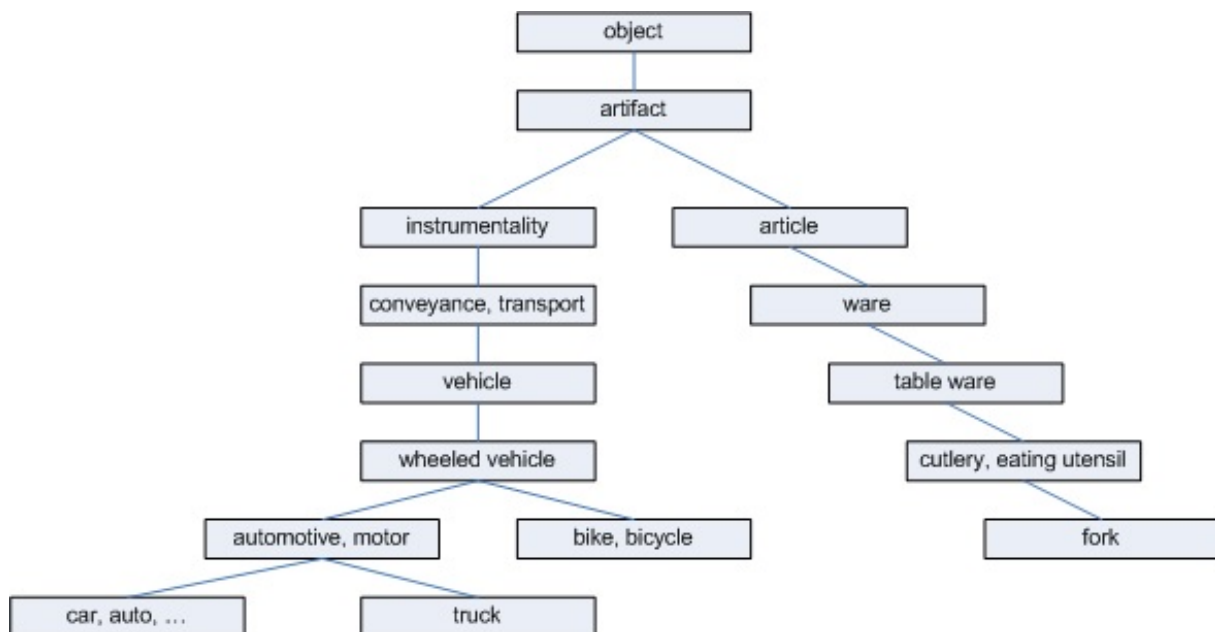 object
artifact
instrumentality
article
conveyance, transport
ware
vehicle
table ware
wheeled vehicle
cutlery, eating utensil
automotive, motor
bike, bicycle
fork
car, auto, …
truck